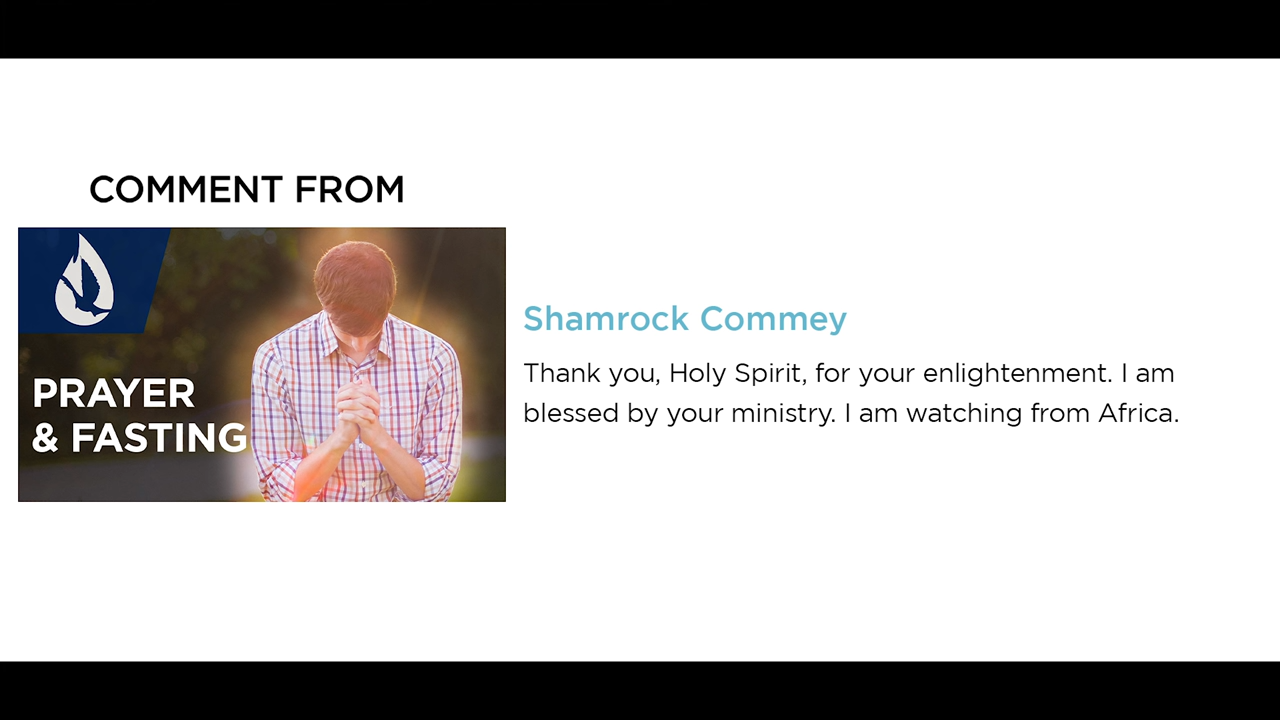 COMMENT FROM
PRAYER
& FASTING
Shamrock Commey
Thank you, Holy Spirit, for your enlightenment. I am
blessed by your ministry. I am watching from Africa.